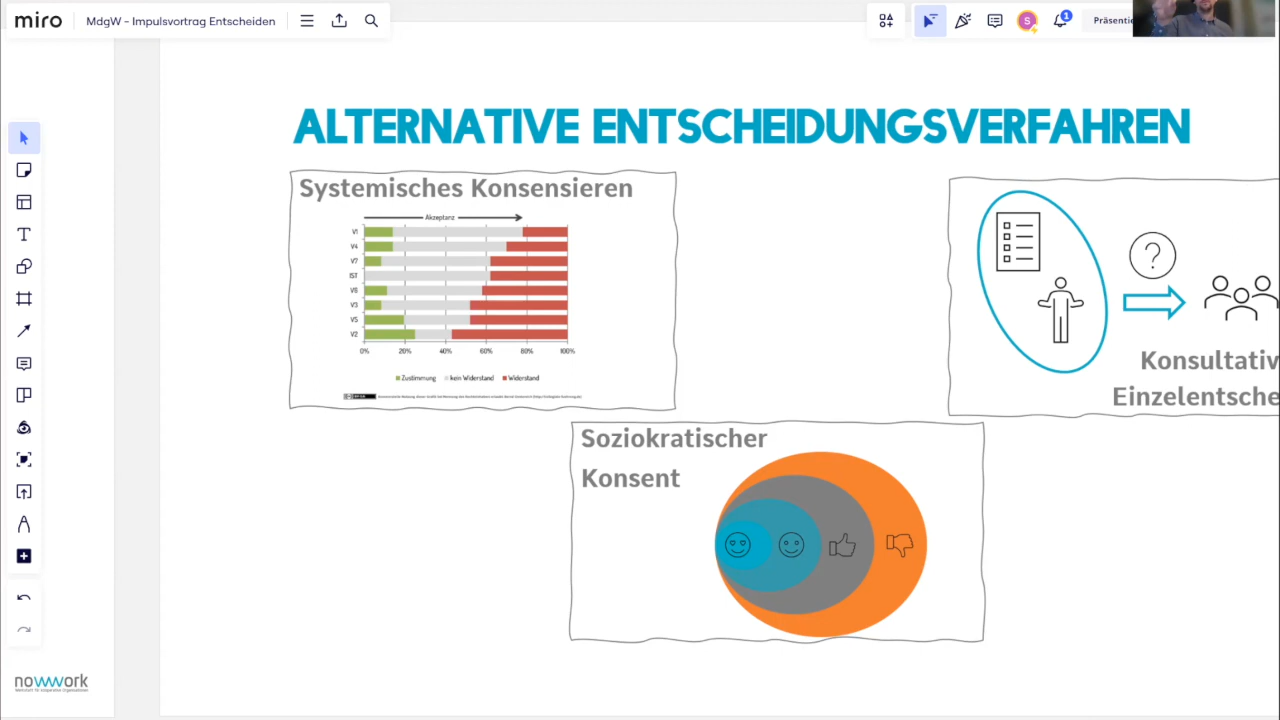 miro
MdgW - Impulsvortrag Entscheiden
S
1
Präsentie
ALTERNATIVE ENTSCHEIDUNGSVERFAHREN
Systemisches Konsensieren
Akzeptanz
V1
V4
V7
IST
V6
V3
V5
V2
0% 20% 40% 60% 80% 100%
Zustimmung kein Widerstand Widerstand
?
Konsultativ
Einzelentsche
Soziokratischer
Konsent
nowwork